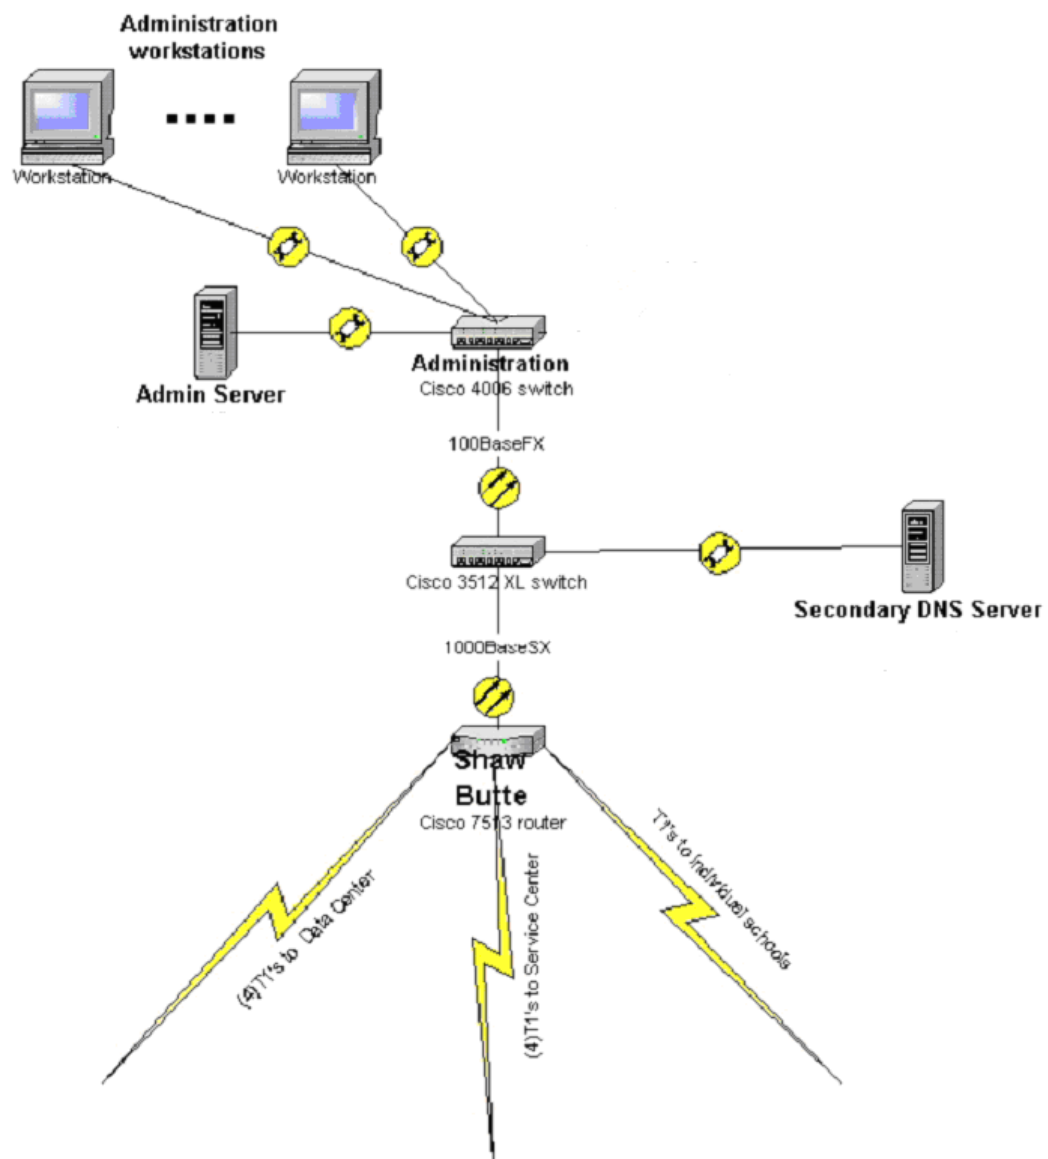 Administration
workstations
Workstation
Workstation
Admin Server
Administration
Cisco 4006 switch
100BaseFX
Cisco 3512 XL switch
Secondary DNS Server
1000BaseSX
Shaw
Butte
Cisco 7513 router
(4)T1's to Data Center
(4)T1's to Service Center
T1's to individual schools